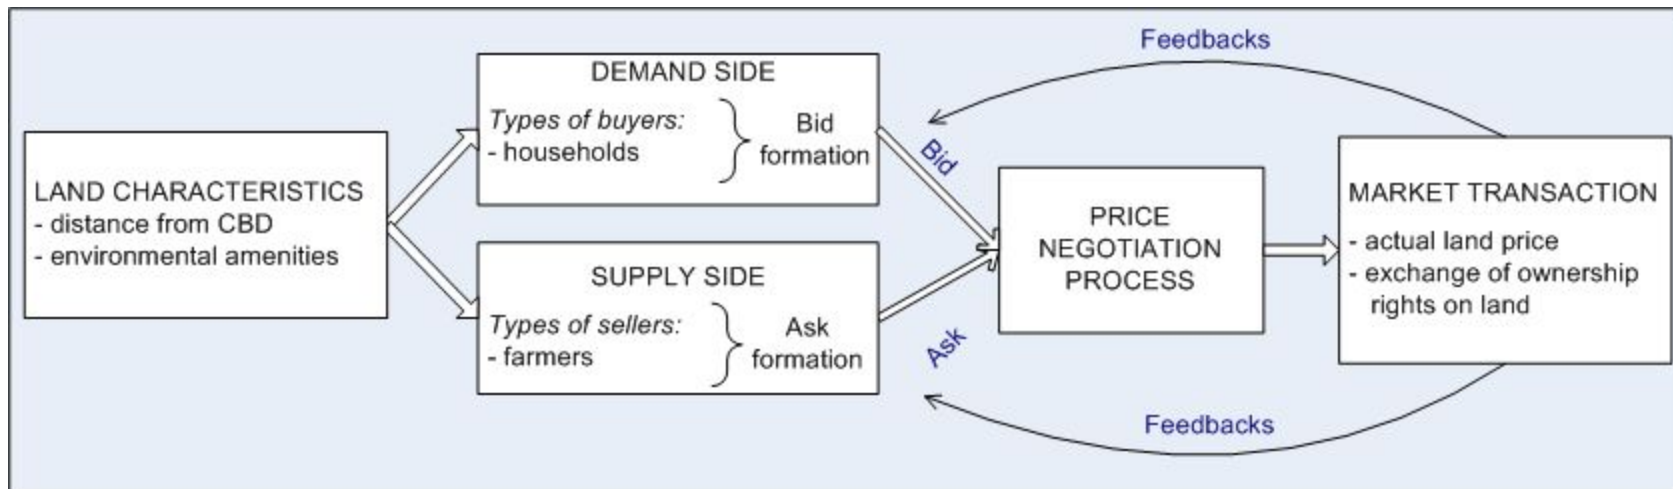 LAND CHARACTERISTICS
- distance from CBD
- environmental amenities
DEMAND SIDE
Types of buyers:
- households
Bid
formation
SUPPLY SIDE
Types of sellers:
- farmers
Ask
formation
Bid
Ask
PRICE
NEGOTIATION
PROCESS
Feedbacks
MARKET TRANSACTION
- actual land price
- exchange of ownership
rights on land
Feedbacks